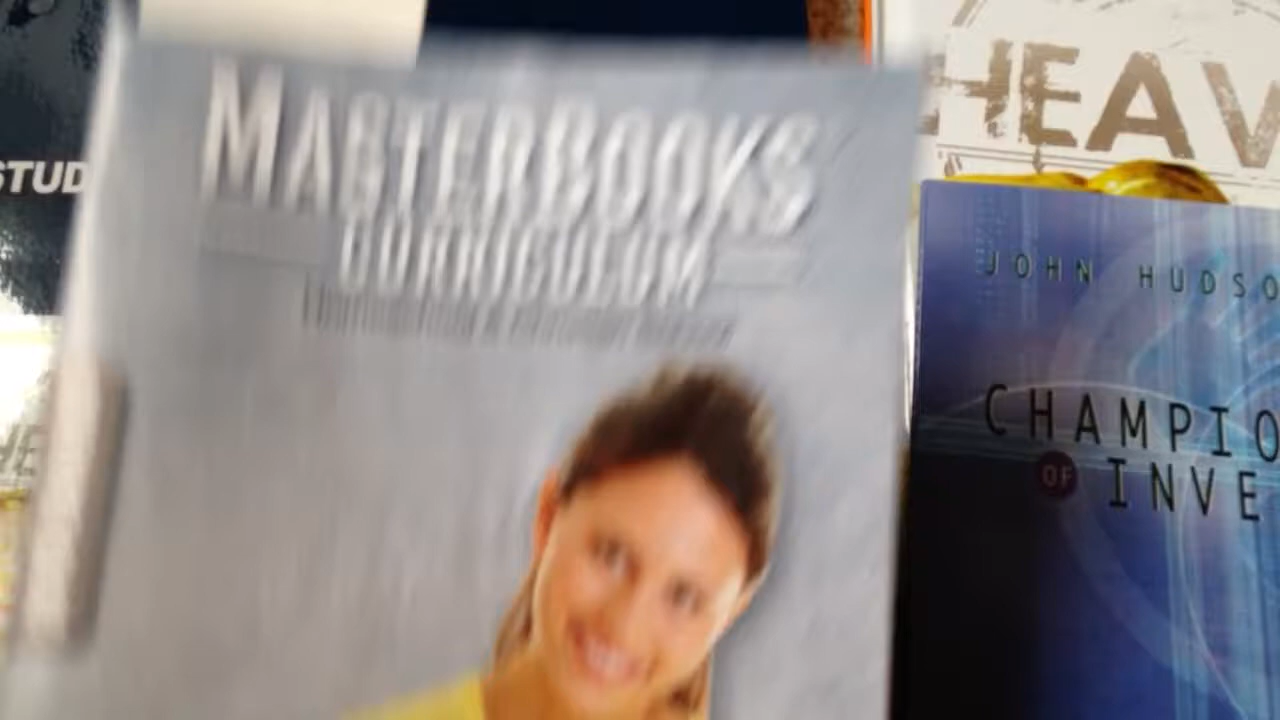 MASTERBOOKS
CURRICULUM
STUD
HEAV
JOHN HUDSO
CHAMPIO
OF INVE